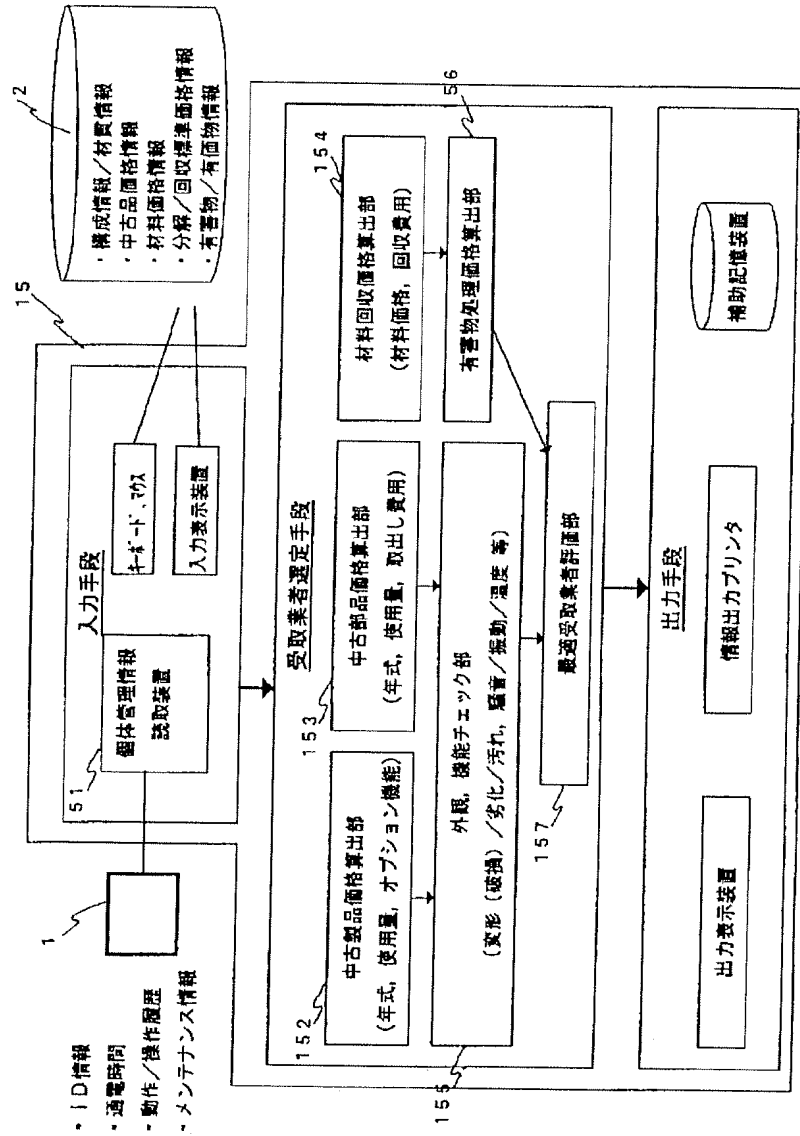 1
・ID情報
・通電時間
・動作／操作履歴
・メンテナンス情報
15
2
・構成情報／材質情報
・中古品価格情報
・材料価格情報
・分解／回収標準価格情報
・有害物／有価物情報
入力手段
51
個体管理情報
読取装置
キーボード、マウス
入力表示装置
受取業者選定手段
152
中古製品価格算出部
(年式，使用量，オプション機能)
153
中古部品価格算出部
(年式，使用量，取出し費用)
154
材料回収価格算出部
(材料価格，回収費用)
155
外観，機能チェック部
(変形（破損）／劣化／汚れ，騒音／振動／温度 等)
56
有害物処理価格算出部
157
最適受取業者評価部
出力手段
出力表示装置
情報出力プリンタ
補助記憶装置